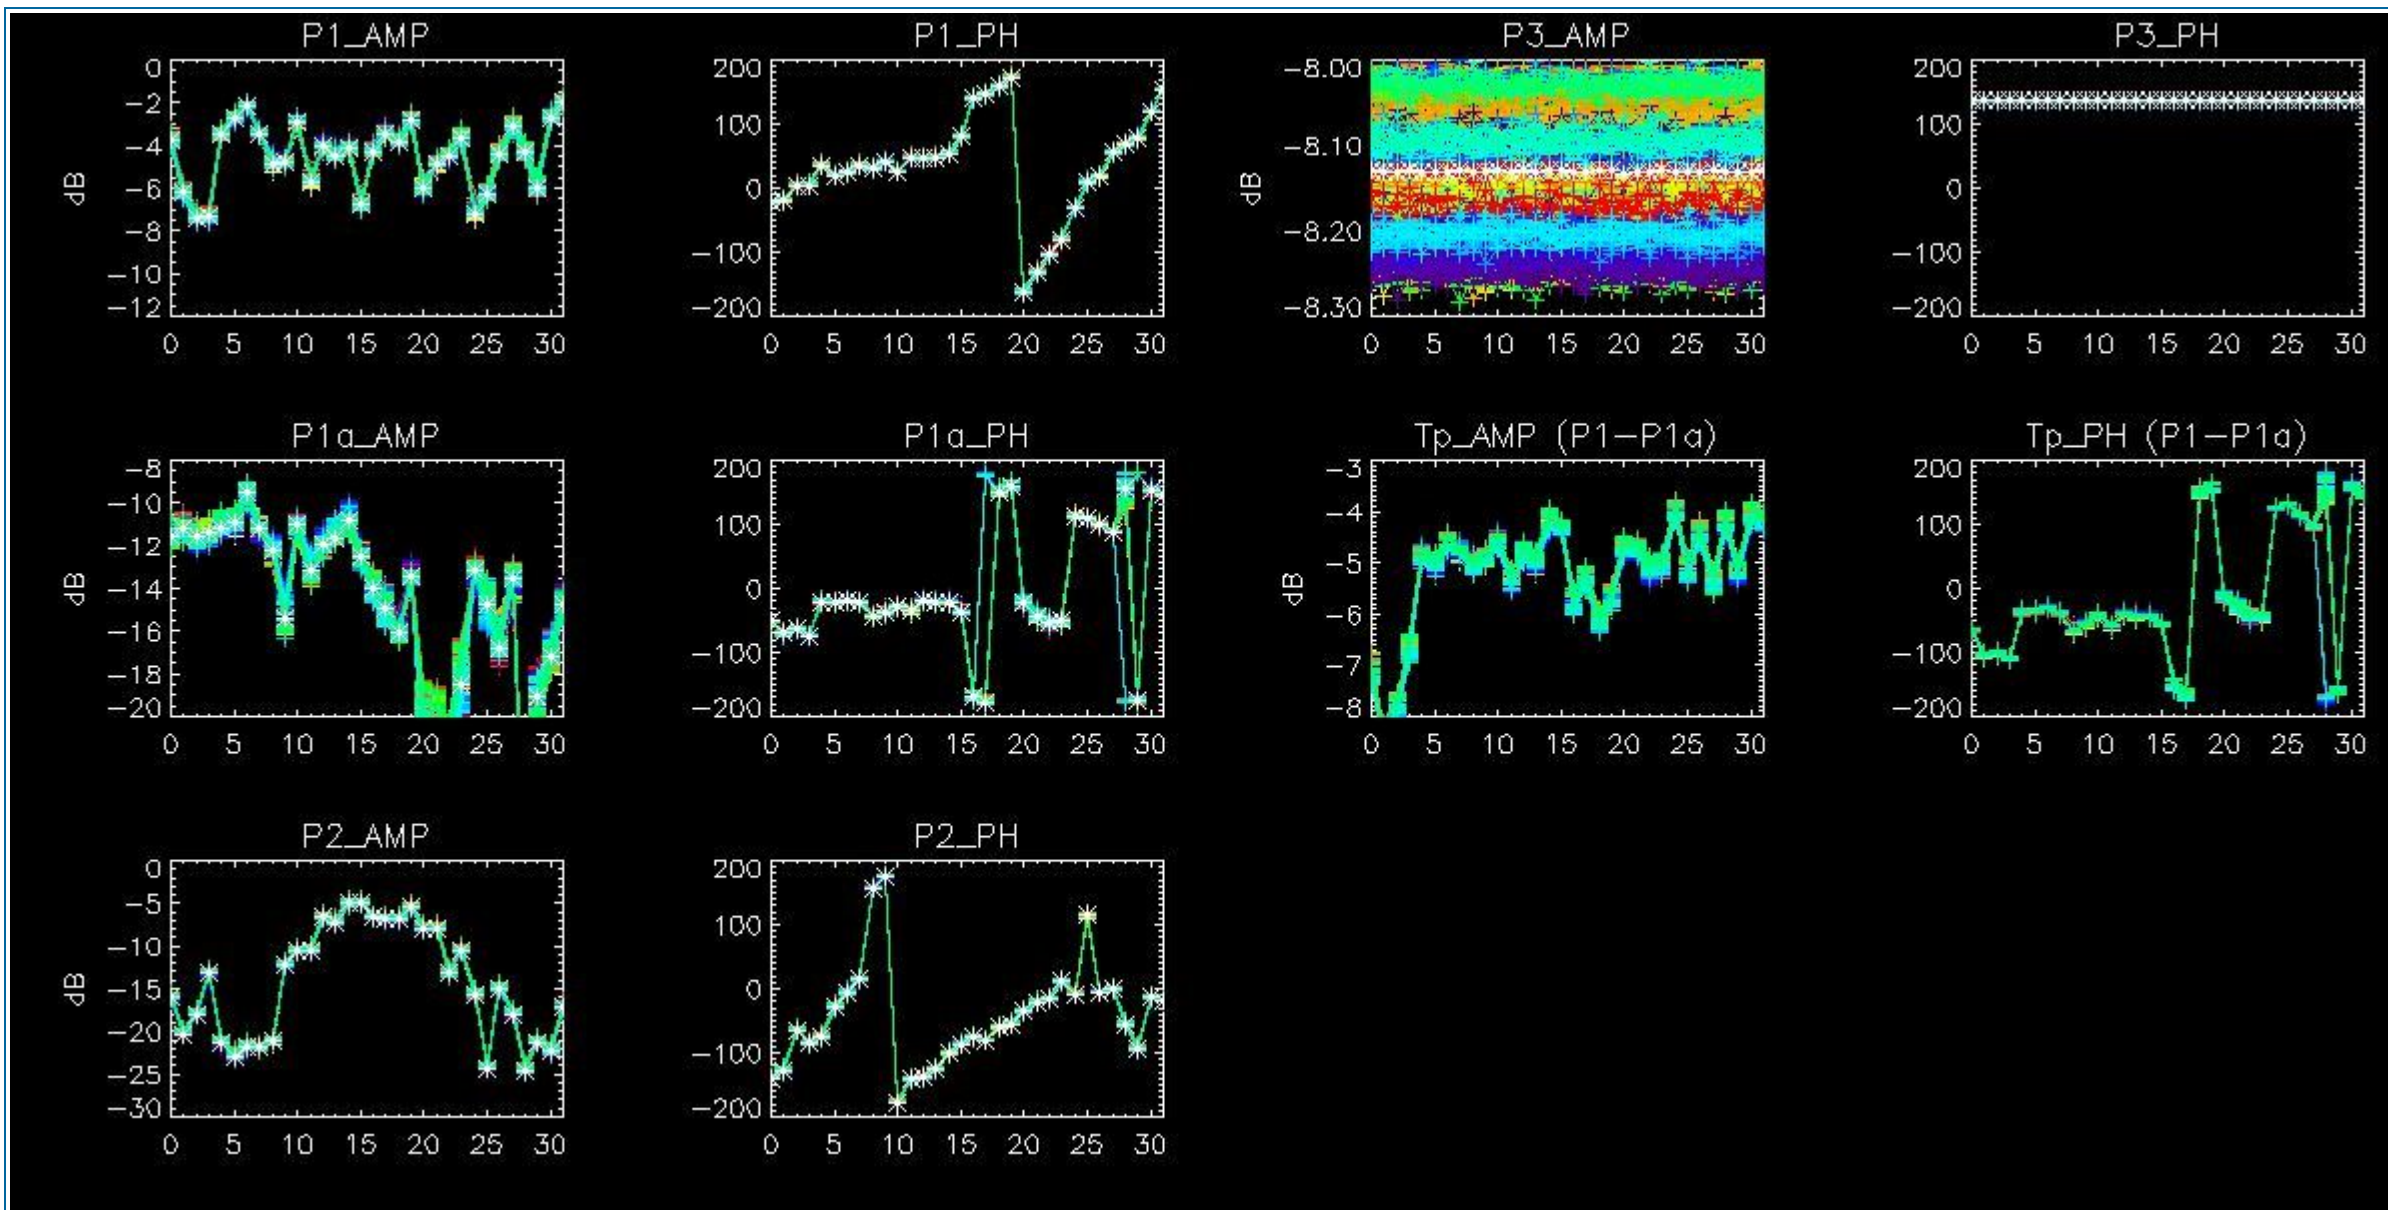 P1_AMP
P1_PH
P3_AMP
P3_PH
0
−2
−4
−6
−8
−10
−12
dB
0 5 10 15 20 25 30
200
100
0
−100
−200
0 5 10 15 20 25 30
−8.00
−8.10
−8.20
−8.30
dB
0 5 10 15 20 25 30
200
100
0
−100
−200
0 5 10 15 20 25 30
P1a_AMP
P1a_PH
Tp_AMP (P1−P1a)
Tp_PH (P1−P1a)
−8
−10
−12
−14
−16
−18
−20
dB
0 5 10 15 20 25 30
200
100
0
−100
−200
0 5 10 15 20 25 30
−3
−4
−5
−6
−7
−8
dB
0 5 10 15 20 25 30
200
100
0
−100
−200
0 5 10 15 20 25 30
P2_AMP
P2_PH
0
−5
−10
−15
−20
−25
−30
dB
0 5 10 15 20 25 30
200
100
0
−100
−200
0 5 10 15 20 25 30